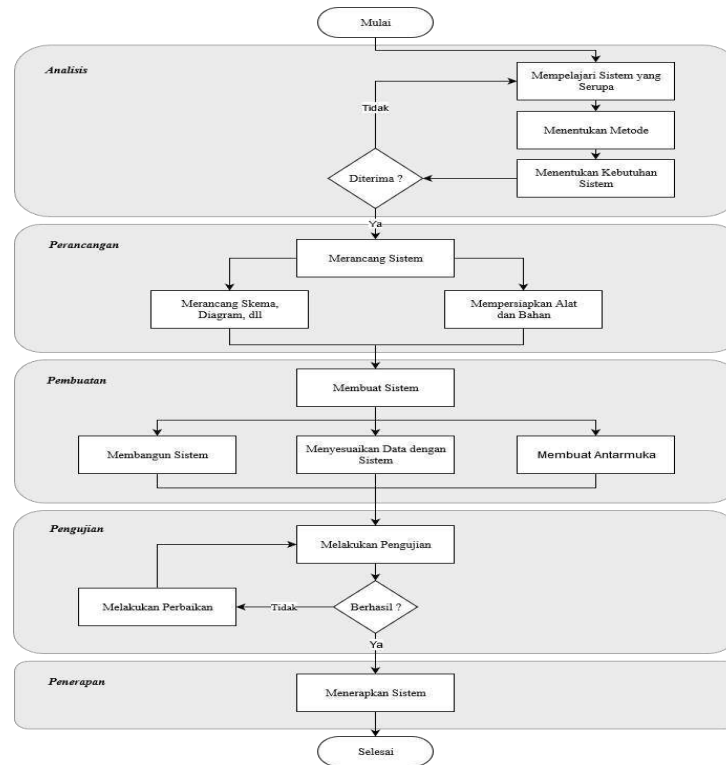 Mulai
Analisis
Mempelajari Sistem yang
Serupa
Tidak
Menentukan Metode
Menentukan Kebutuhan
Sistem
Diterima ?
Ya
Perancangan
Merancang Sistem
Merancang Skema,
Diagram, dll
Mempersiapkan Alat
dan Bahan
Pembuatan
Membuat Sistem
Membangun Sistem
Menyesuaikan Data dengan
Sistem
Membuat Antarmuka
Pengujian
Melakukan Pengujian
Melakukan Perbaikan
Tidak
Berhasil ?
Ya
Penerapan
Menerapkan Sistem
Selesai